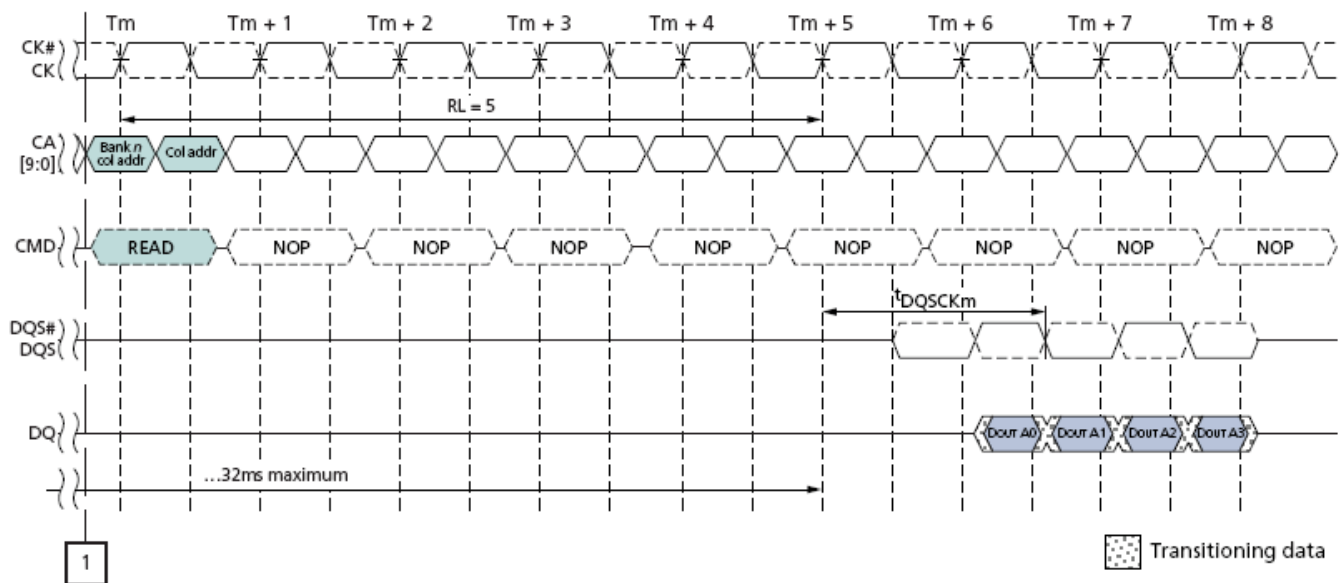 Tm Tm + 1 Tm + 2 Tm + 3 Tm + 4 Tm + 5 Tm + 6 Tm + 7 Tm + 8
CK#
CK
RL = 5
CA
[9:0]
Bank n
col addr
Col addr
CMD READ NOP NOP NOP NOP NOP NOP NOP NOP
tDQSCKm
DQS#
DQS
DQ DOUT A0 DOUT A1 DOUT A2 DOUT A3
...32ms maximum
1
Transitioning data